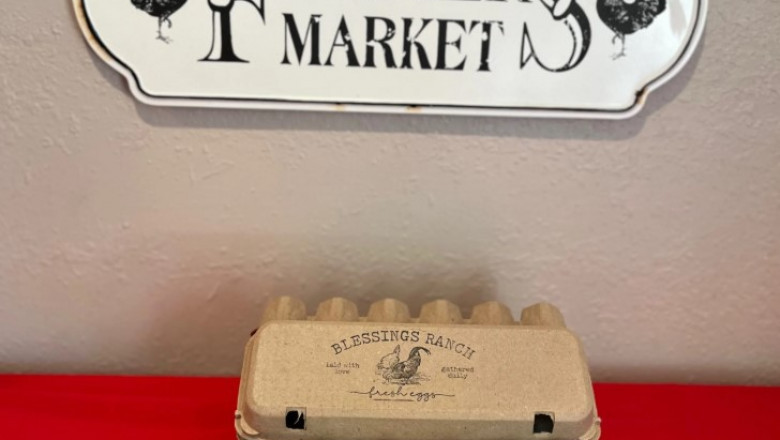 MARKET
BLESSINGS RANCH
laid with love
gathered daily
fresh eggs